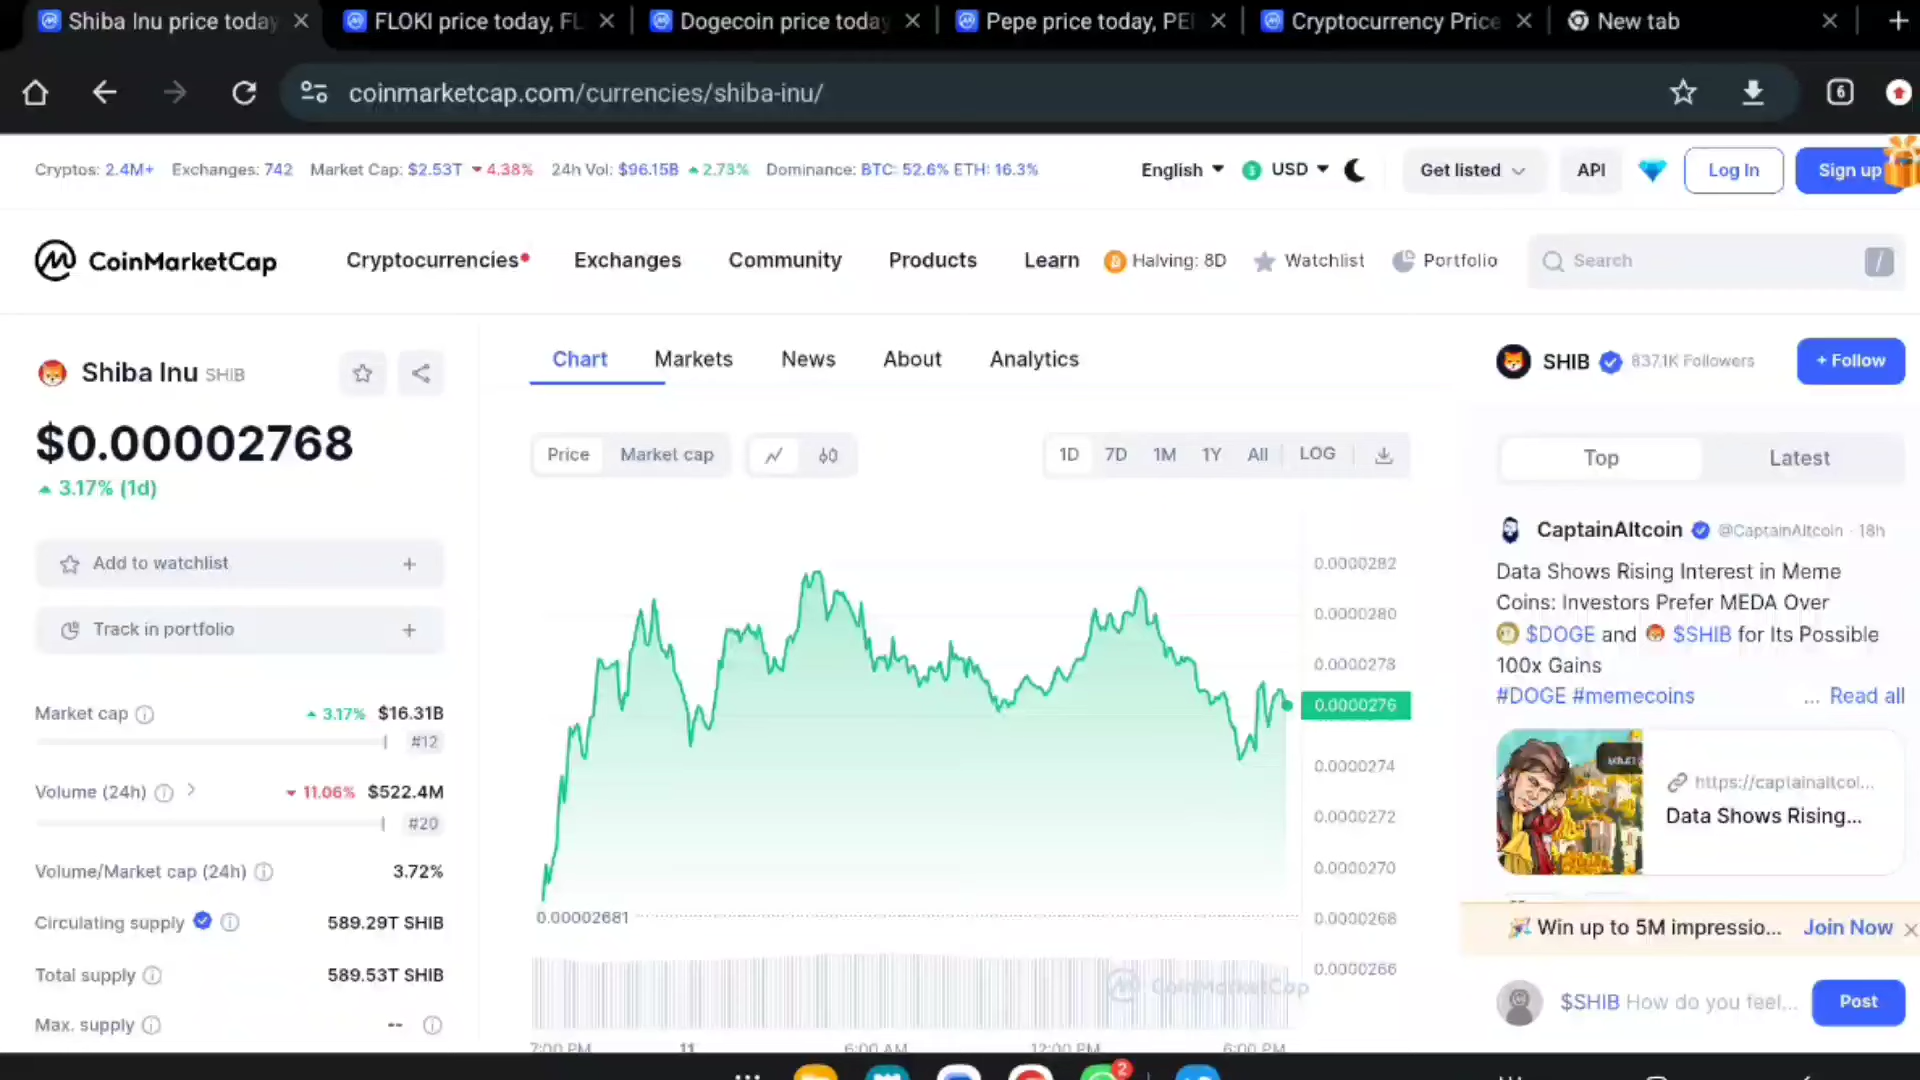 Shiba Inu price today
FLOKI price today, FL
Dogecoin price today
Pepe price today, PE
Cryptocurrency Price
New tab
coinmarketcap.com/currencies/shiba-inu/
6
Cryptos: 2.4M+ Exchanges: 742 Market Cap: $2.53T 4.38% 24h Vol: $96.15B 2.73% Dominance: BTC: 52.6% ETH: 16.3%
English USD Get listed API Log In Sign up
CoinMarketCap
Cryptocurrencies Exchanges Community Products Learn Halving: 8D Watchlist Portfolio Search /
Shiba Inu SHIB
$0.00002768
3.17% (1d)
Add to watchlist +
Track in portfolio +
Market cap 3.17% $16.31B
#12
Volume (24h) 11.06% $522.4M
#20
Volume/Market cap (24h) 3.72%
Circulating supply 589.29T SHIB
Total supply 589.53T SHIB
Max. supply --
Chart Markets News About Analytics
Price Market cap
1D 7D 1M 1Y All LOG
0.0000282
0.0000280
0.0000278
0.0000276
0.0000274
0.0000272
0.0000270
0.0000268
0.0000266
0.00002681
CoinMarketCap
7:00 PM 11 6:00 AM 12:00 PM 6:00 PM
SHIB 837.1K Followers + Follow
Top Latest
CaptainAltcoin @CaptainAltcoin · 18h
Data Shows Rising Interest in Meme
Coins: Investors Prefer MEDA Over
$DOGE and $SHIB for Its Possible
100x Gains
#DOGE #memecoins ... Read all
https://captainaltcoi...
Data Shows Rising...
Win up to 5M impressio... Join Now
$SHIB How do you feel... Post
2